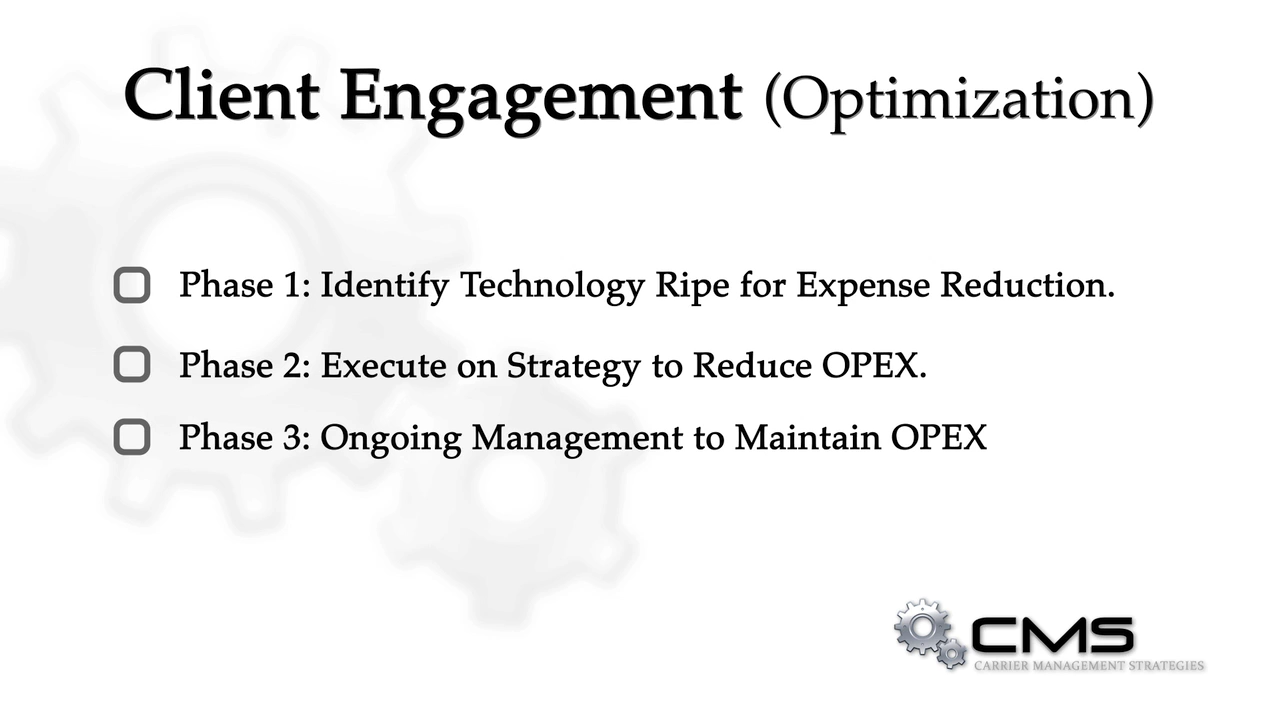 Client Engagement (Optimization)
Phase 1: Identify Technology Ripe for Expense Reduction.
Phase 2: Execute on Strategy to Reduce OPEX.
Phase 3: Ongoing Management to Maintain OPEX
CMS
CARRIER MANAGEMENT STRATEGIES